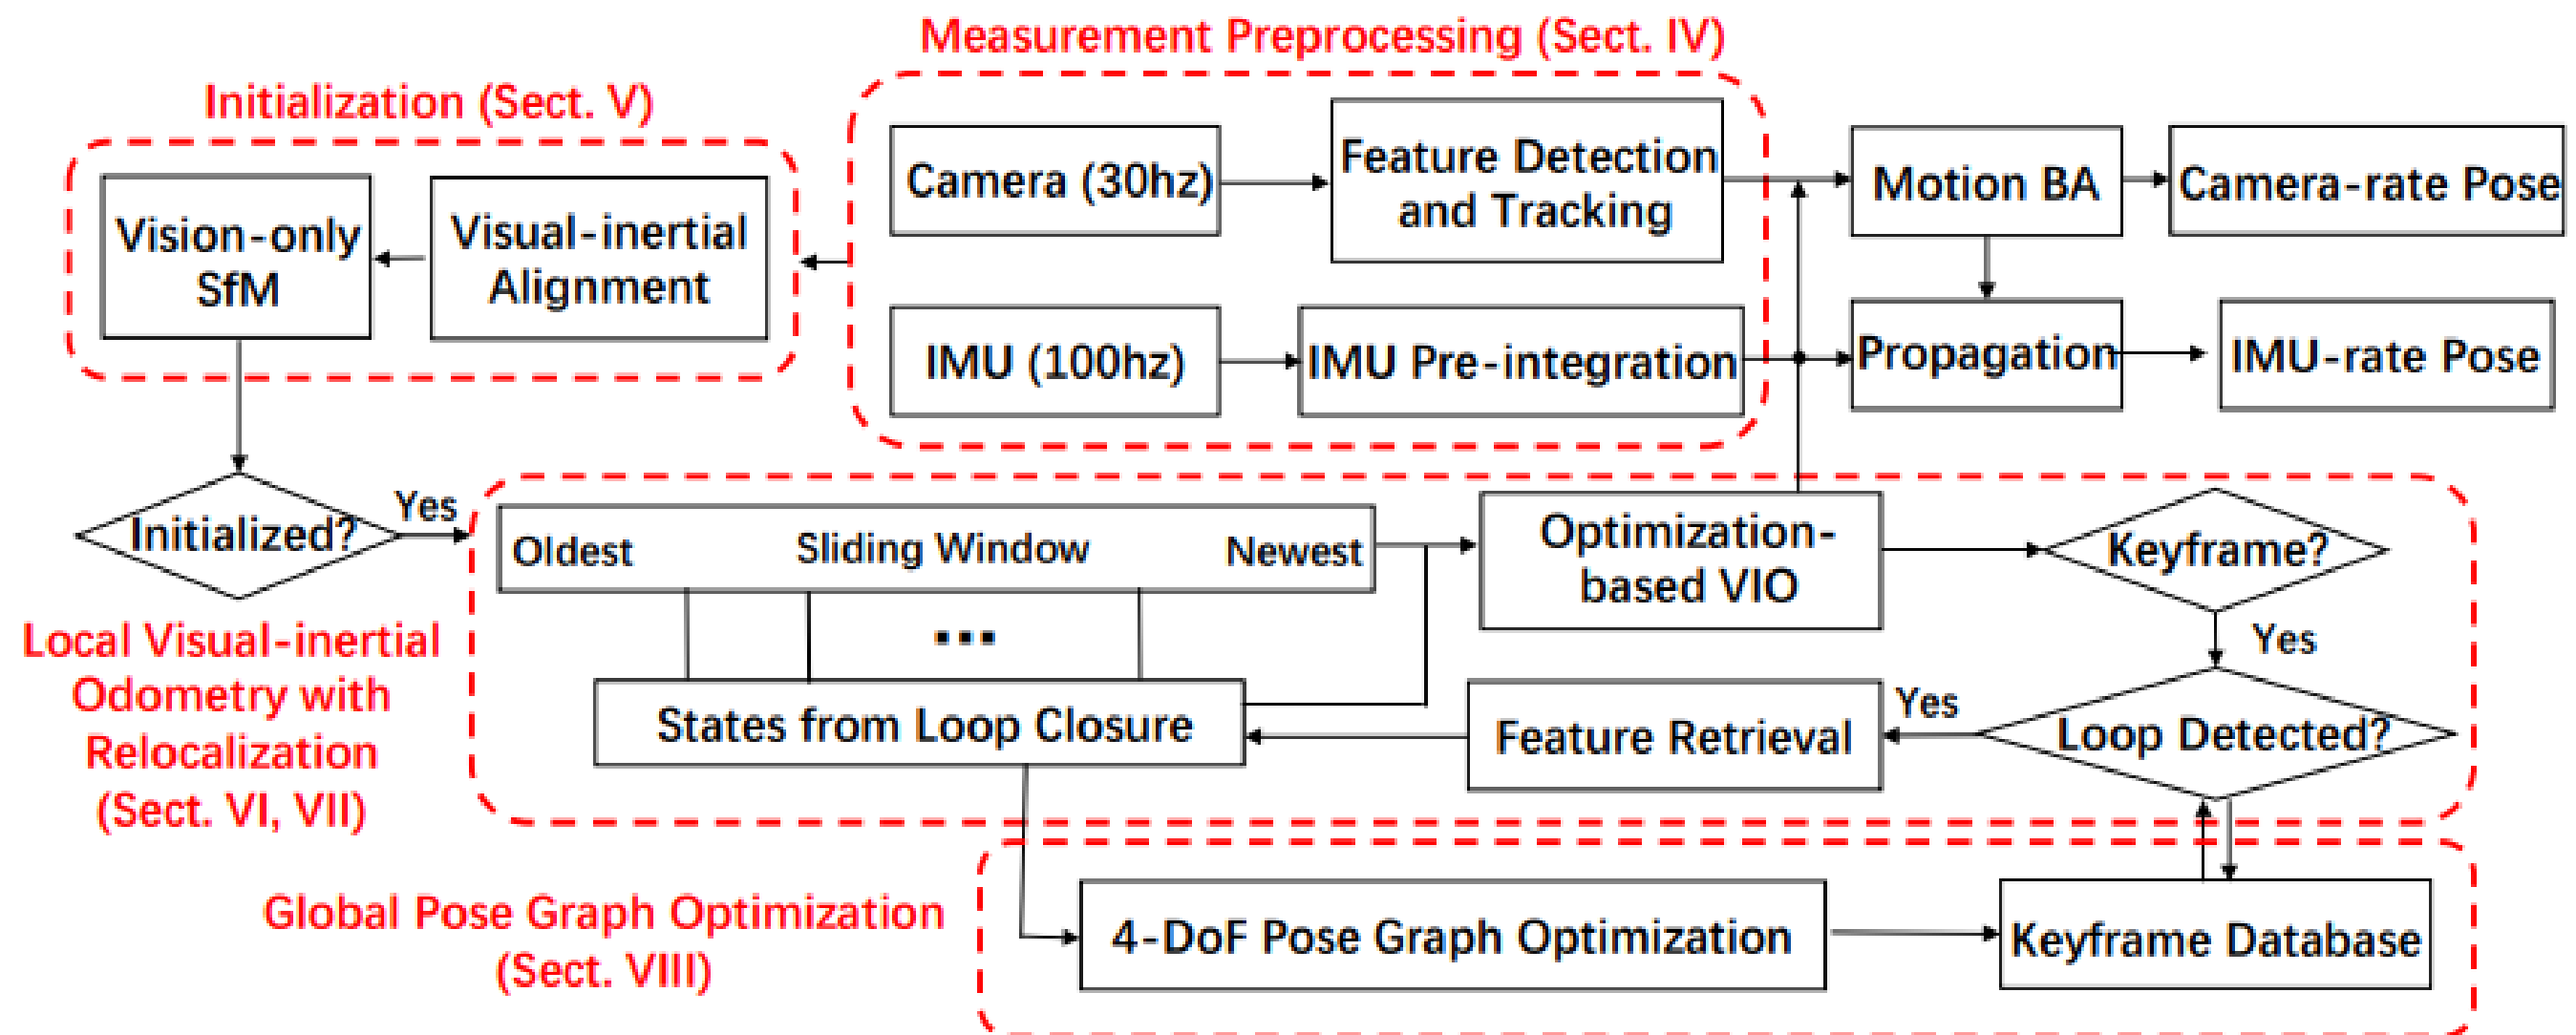 Measurement Preprocessing (Sect. IV)
Initialization (Sect. V)
Vision-only
SfM
Visual-inertial
Alignment
Camera (30hz)
Feature Detection
and Tracking
Motion BA
Camera-rate Pose
IMU (100hz)
IMU Pre-integration
Propagation
IMU-rate Pose
Initialized?
Yes
Oldest
Sliding Window
Newest
Optimization-
based VIO
Keyframe?
Yes
...
Local Visual-inertial
Odometry with
Relocalization
(Sect. VI, VII)
States from Loop Closure
Feature Retrieval
Yes
Loop Detected?
Global Pose Graph Optimization
(Sect. VIII)
4-DoF Pose Graph Optimization
Keyframe Database